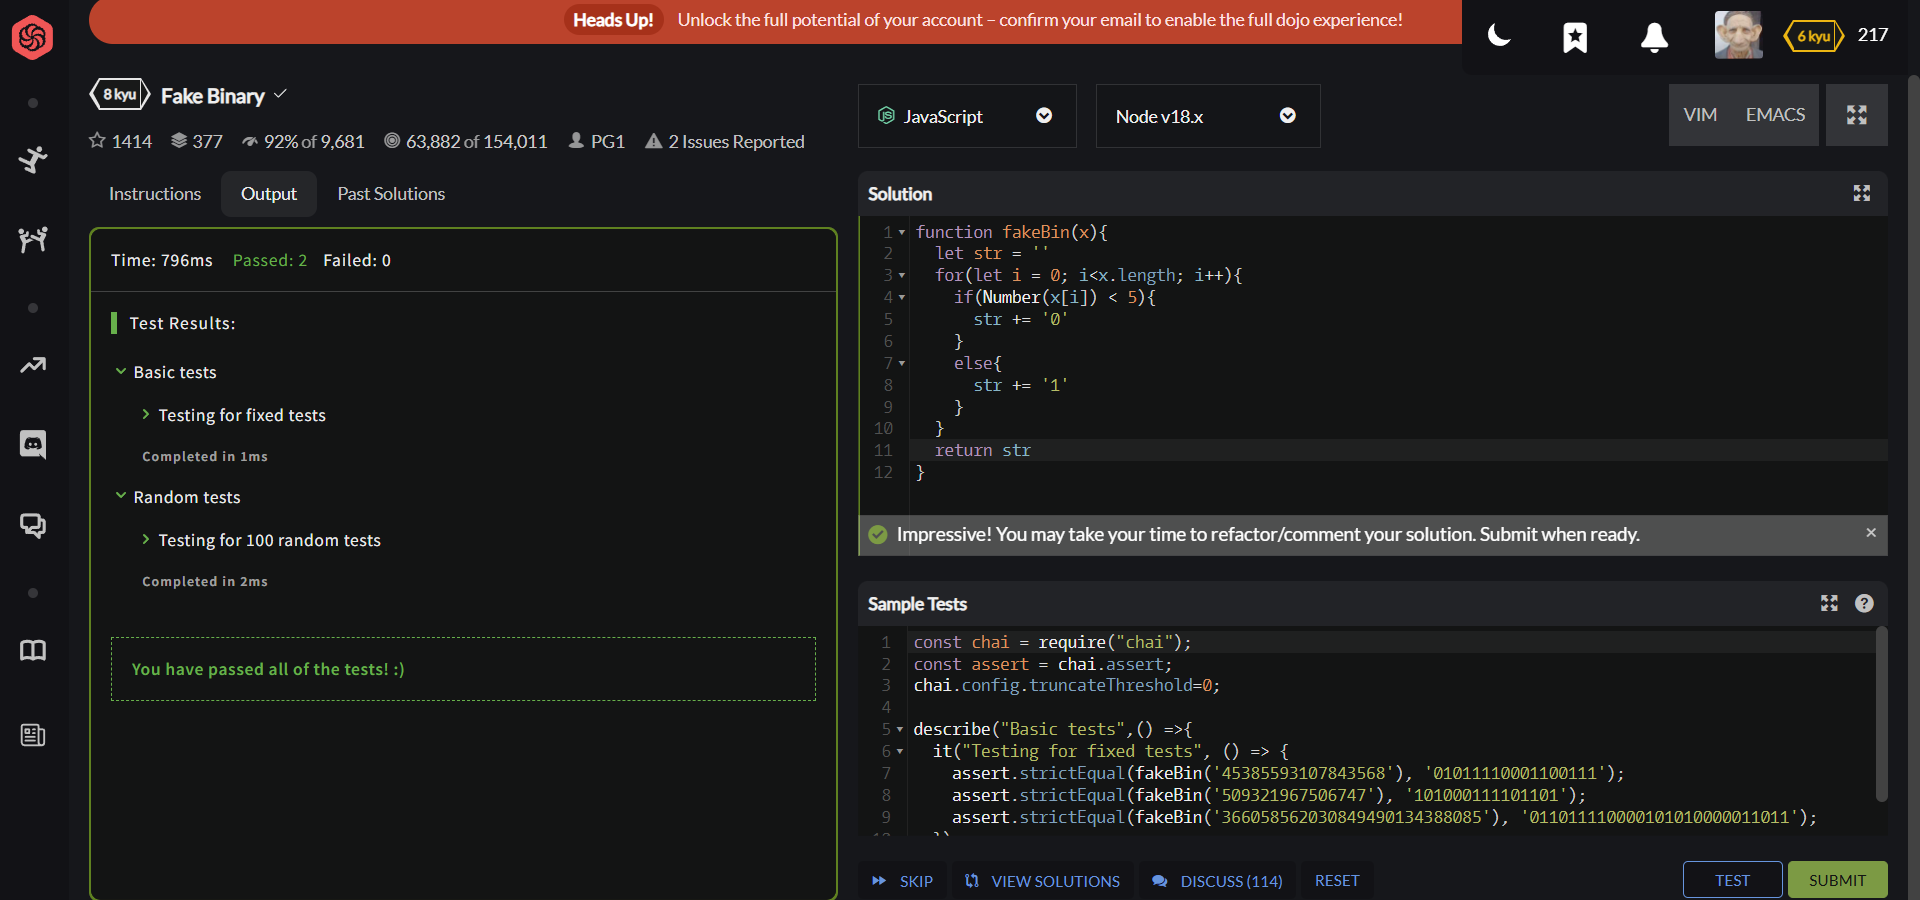 Heads Up! Unlock the full potential of your account – confirm your email to enable the full dojo experience!
6 kyu 217
8 kyu Fake Binary
1414 377 92% of 9,681 63,882 of 154,011 PG1 2 Issues Reported
JavaScript
Node v18.x
VIM EMACS
Instructions Output Past Solutions
Time: 796ms Passed: 2 Failed: 0
Test Results:
Basic tests
Testing for fixed tests
Completed in 1ms
Random tests
Testing for 100 random tests
Completed in 2ms
You have passed all of the tests! :)
Solution
1 function fakeBin(x){
2 let str = ''
3 for(let i = 0; i<x.length; i++){
4 if(Number(x[i]) < 5){
5 str += '0'
6 }
7 else{
8 str += '1'
9 }
10 }
11 return str
12 }
Impressive! You may take your time to refactor/comment your solution. Submit when ready.
Sample Tests
1 const chai = require("chai");
2 const assert = chai.assert;
3 chai.config.truncateThreshold=0;
4
5 describe("Basic tests",() =>{
6 it("Testing for fixed tests", () => {
7 assert.strictEqual(fakeBin('45385593107843568'), '01011110001100111');
8 assert.strictEqual(fakeBin('509321967506747'), '101000111101101');
9 assert.strictEqual(fakeBin('366058562030849490134388085'), '011011110000101010000011011');
SKIP VIEW SOLUTIONS DISCUSS (114) RESET
TEST SUBMIT